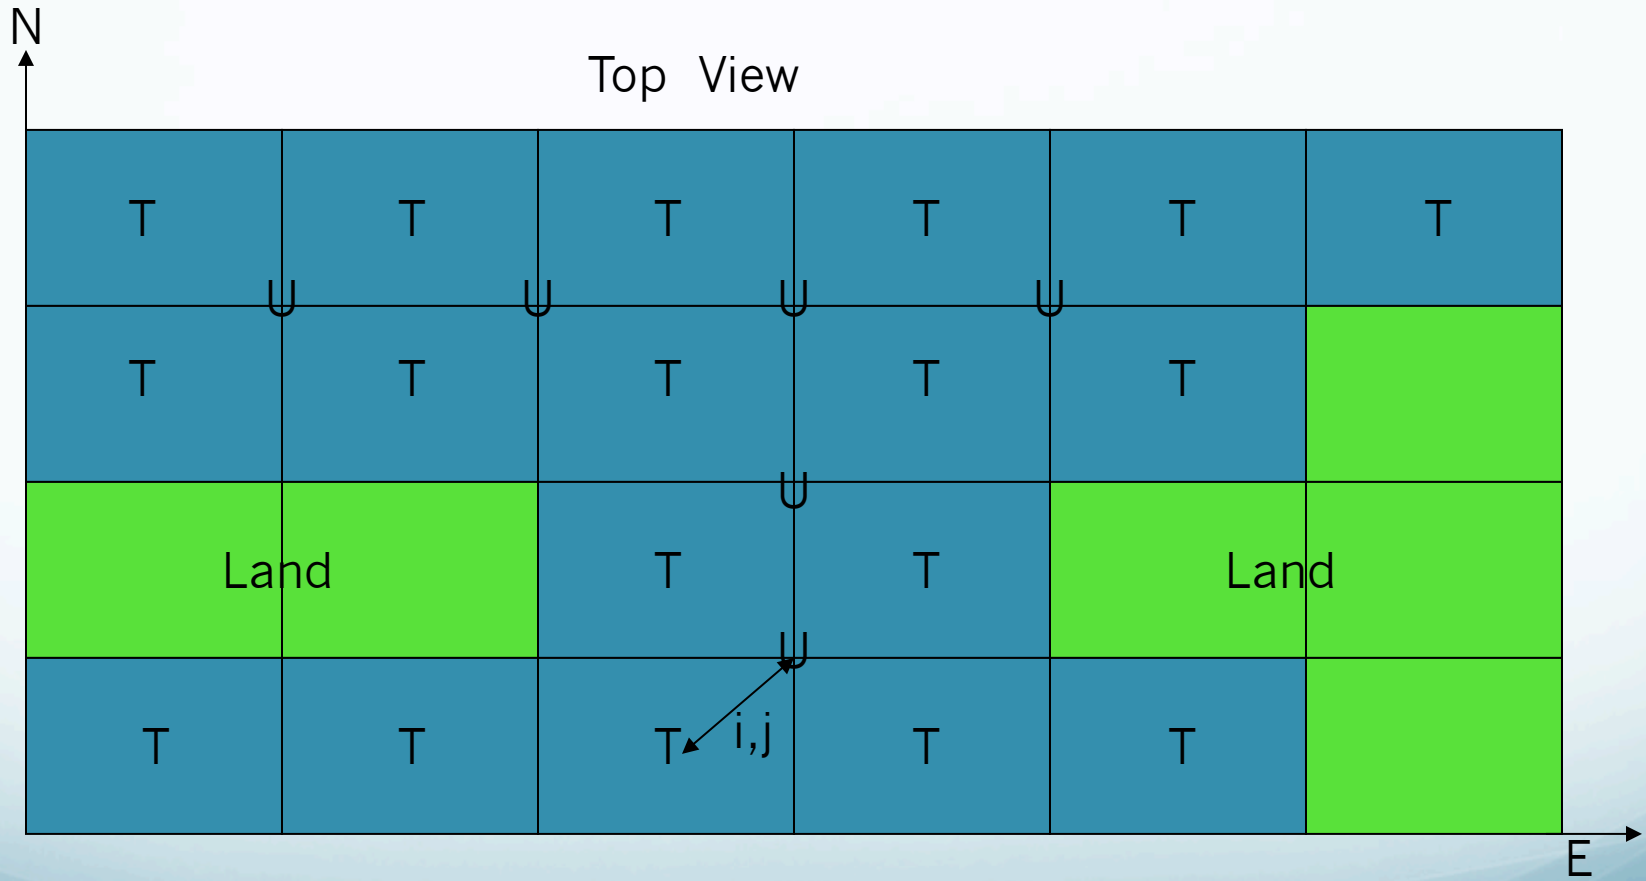 N
Top View
T T T T T T
U U U U
T T T T T
U
Land T T Land
U
T T T i,j T T
E